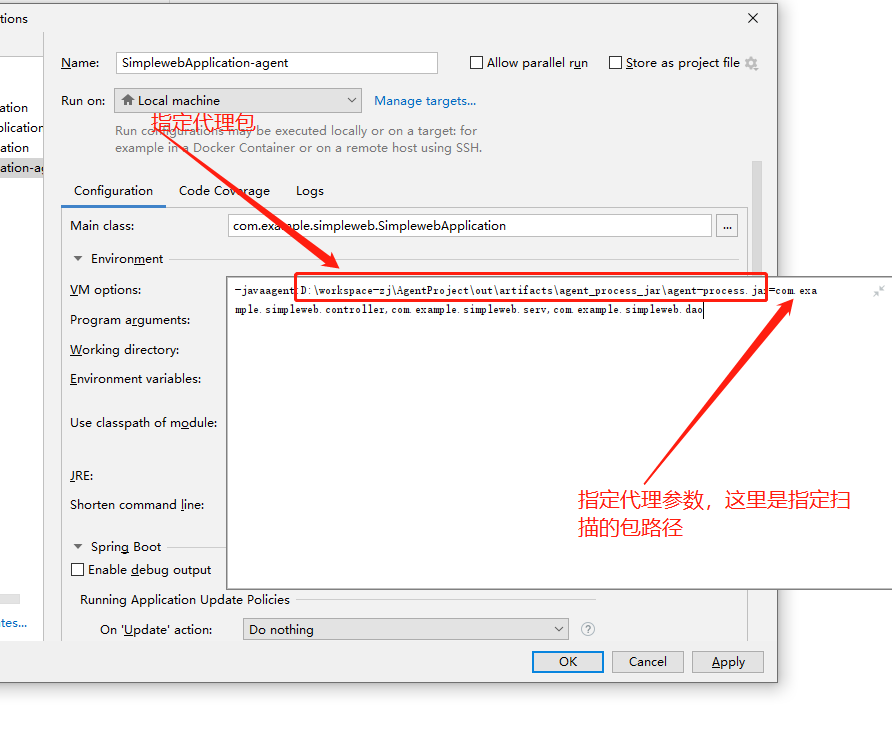 tions
Name: SimplewebApplication-agent Allow parallel run Store as project file
Run on: Local machine Manage targets...
指定代理包
Run configurations may be executed locally or on a target: for
example in a Docker Container or on a remote host using SSH.
ation
plication
ation
ation-ag
Configuration Code Coverage Logs
Main class: com.example.simpleweb.SimplewebApplication ...
Environment
VM options:
-javaagent:D:\workspace-zj\AgentProject\out\artifacts\agent_process_jar\agent-process.jar=com.exa
mple.simpleweb.controller,com.example.simpleweb.serv,com.example.simpleweb.dao
Program arguments:
Working directory:
Environment variables:
Use classpath of module:
JRE:
Shorten command line:
指定代理参数，这里是指定扫
描的包路径
Spring Boot
Enable debug output
Running Application Update Policies
tes...
On 'Update' action: Do nothing ?
OK Cancel Apply